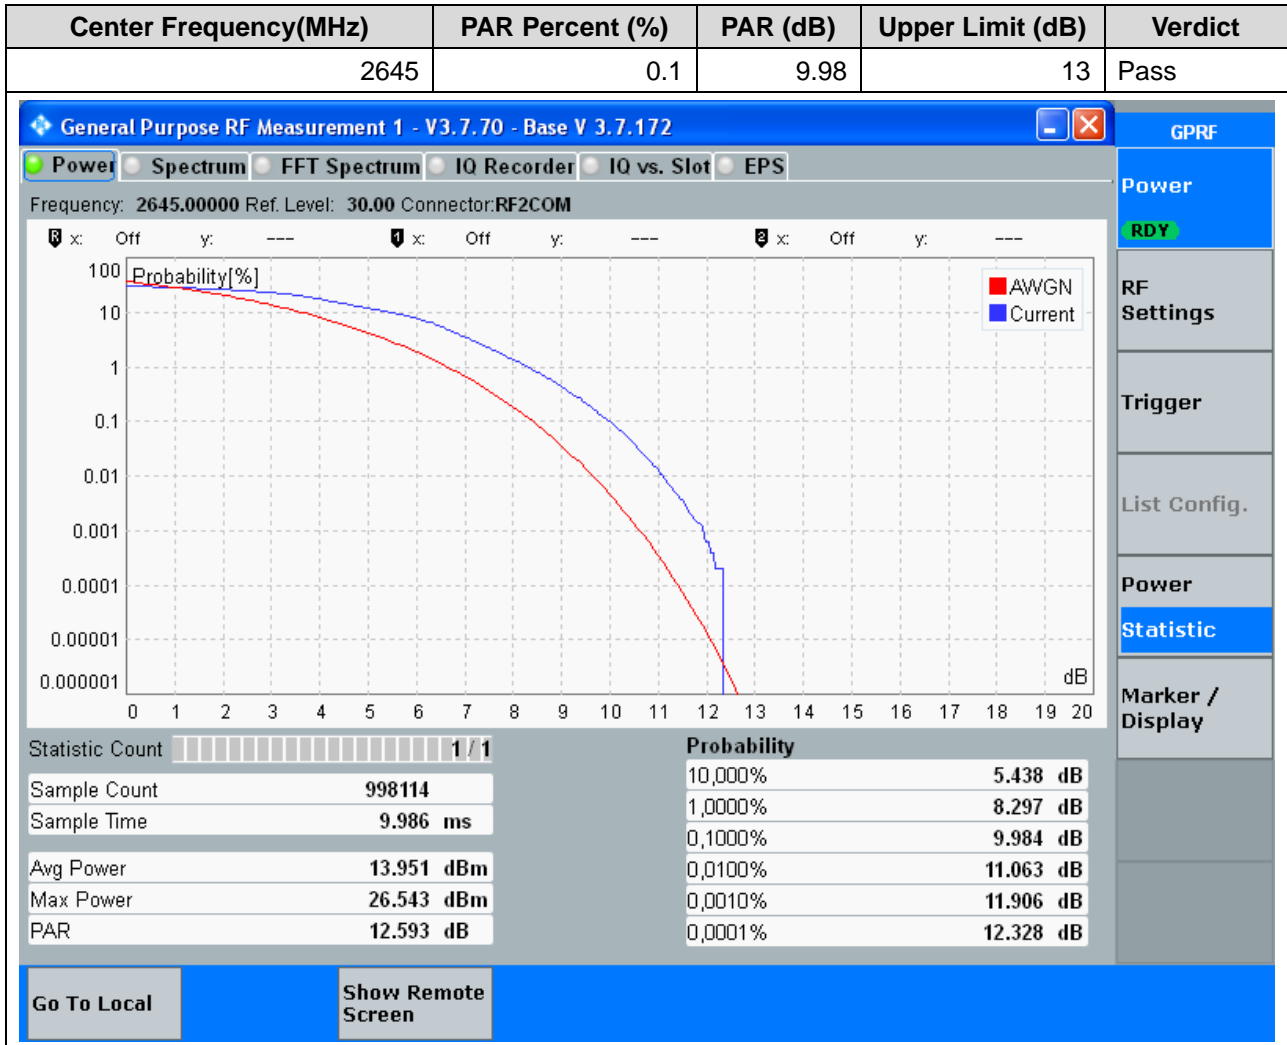 Center Frequency(MHz) PAR Percent (%) PAR (dB) Upper Limit (dB) Verdict
2645 0.1 9.98 13 Pass
General Purpose RF Measurement 1 - V3.7.70 - Base V 3.7.172
GPRF
Power Spectrum FFT Spectrum IQ Recorder IQ vs. Slot EPS
Power
RDY
Frequency: 2645.00000 Ref. Level: 30.00 Connector:RF2COM
R x: Off y: --- 1 x: Off y: --- 2 x: Off y: ---
Probability[%]
AWGN
Current
100
10
1
0.1
0.01
0.001
0.0001
0.00001
0.000001
dB
0 1 2 3 4 5 6 7 8 9 10 11 12 13 14 15 16 17 18 19 20
RF
Settings
Trigger
List Config.
Power
Statistic
Marker /
Display
Statistic Count 1 / 1
Sample Count 998114
Sample Time 9.986 ms
Avg Power 13.951 dBm
Max Power 26.543 dBm
PAR 12.593 dB
Probability
10,000% 5.438 dB
1,0000% 8.297 dB
0,1000% 9.984 dB
0,0100% 11.063 dB
0,0010% 11.906 dB
0,0001% 12.328 dB
Go To Local
Show Remote
Screen